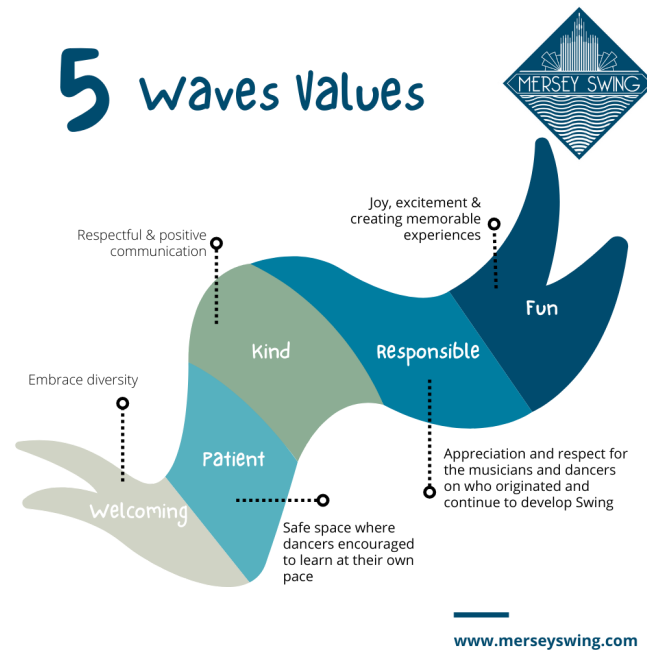 5 Waves Values
MERSEY SWING
Joy, excitement &
creating memorable
experiences
Respectful & positive
communication
Fun
Kind
Responsible
Embrace diversity
Patient
Appreciation and respect for
the musicians and dancers
on who originated and
continue to develop Swing
Welcoming
Safe space where
dancers encouraged
to learn at their own
pace
www.merseyswing.com